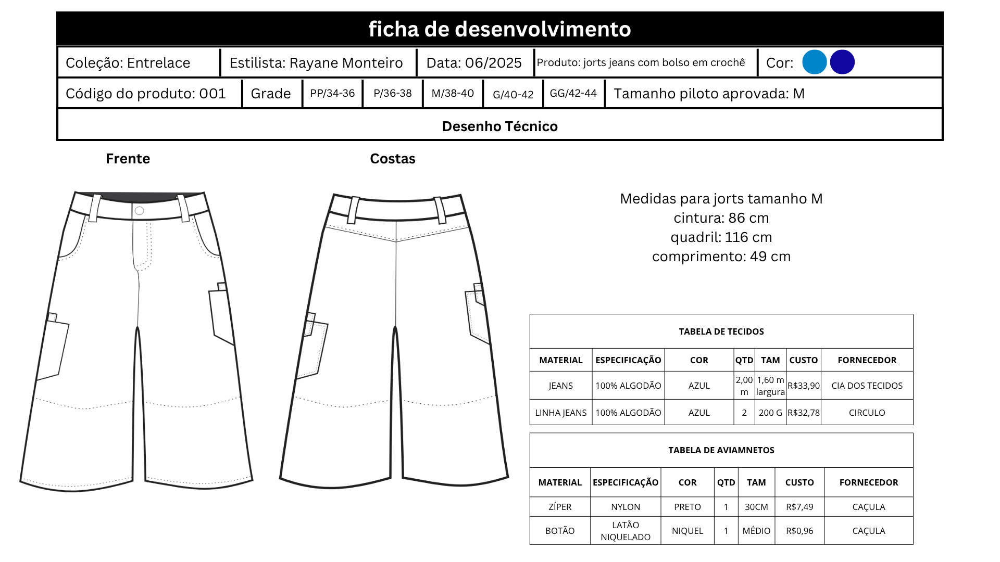 ficha de desenvolvimento
Coleção: Entrelace
Estilista: Rayane Monteiro
Data: 06/2025
Produto: jorts jeans com bolso em crochê
Cor:
Código do produto: 001
Grade
PP/34-36
P/36-38
M/38-40
G/40-42
GG/42-44
Tamanho piloto aprovada: M
Desenho Técnico
Frente
Costas
Medidas para jorts tamanho M
cintura: 86 cm
quadril: 116 cm
comprimento: 49 cm
TABELA DE TECIDOS
MATERIAL ESPECIFICAÇÃO COR QTD TAM CUSTO FORNECEDOR
JEANS 100% ALGODÃO AZUL 2,00 m 1,60 m largura R$33,90 CIA DOS TECIDOS
LINHA JEANS 100% ALGODÃO AZUL 2 200 G R$32,78 CIRCULO
TABELA DE AVIAMNETOS
MATERIAL ESPECIFICAÇÃO COR QTD TAM CUSTO FORNECEDOR
ZÍPER NYLON PRETO 1 30CM R$7,49 CAÇULA
BOTÃO LATÃO NIQUELADO NIQUEL 1 MÉDIO R$0,96 CAÇULA